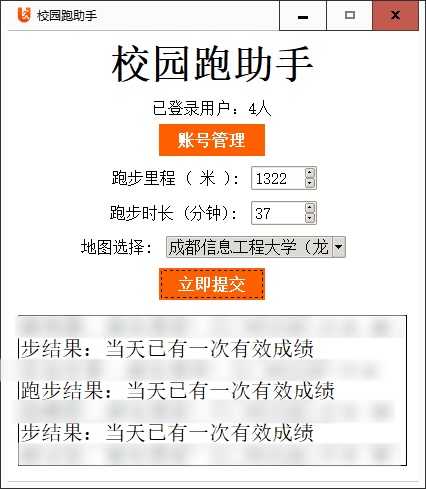 校园跑助手
校园跑助手
已登录用户：4人
账号管理
跑步里程（ 米 ）： 1322
跑步时长（分钟）： 37
地图选择： 成都信息工程大学（龙
立即提交
步结果：当天已有一次有效成绩
跑步结果：当天已有一次有效成绩
步结果：当天已有一次有效成绩